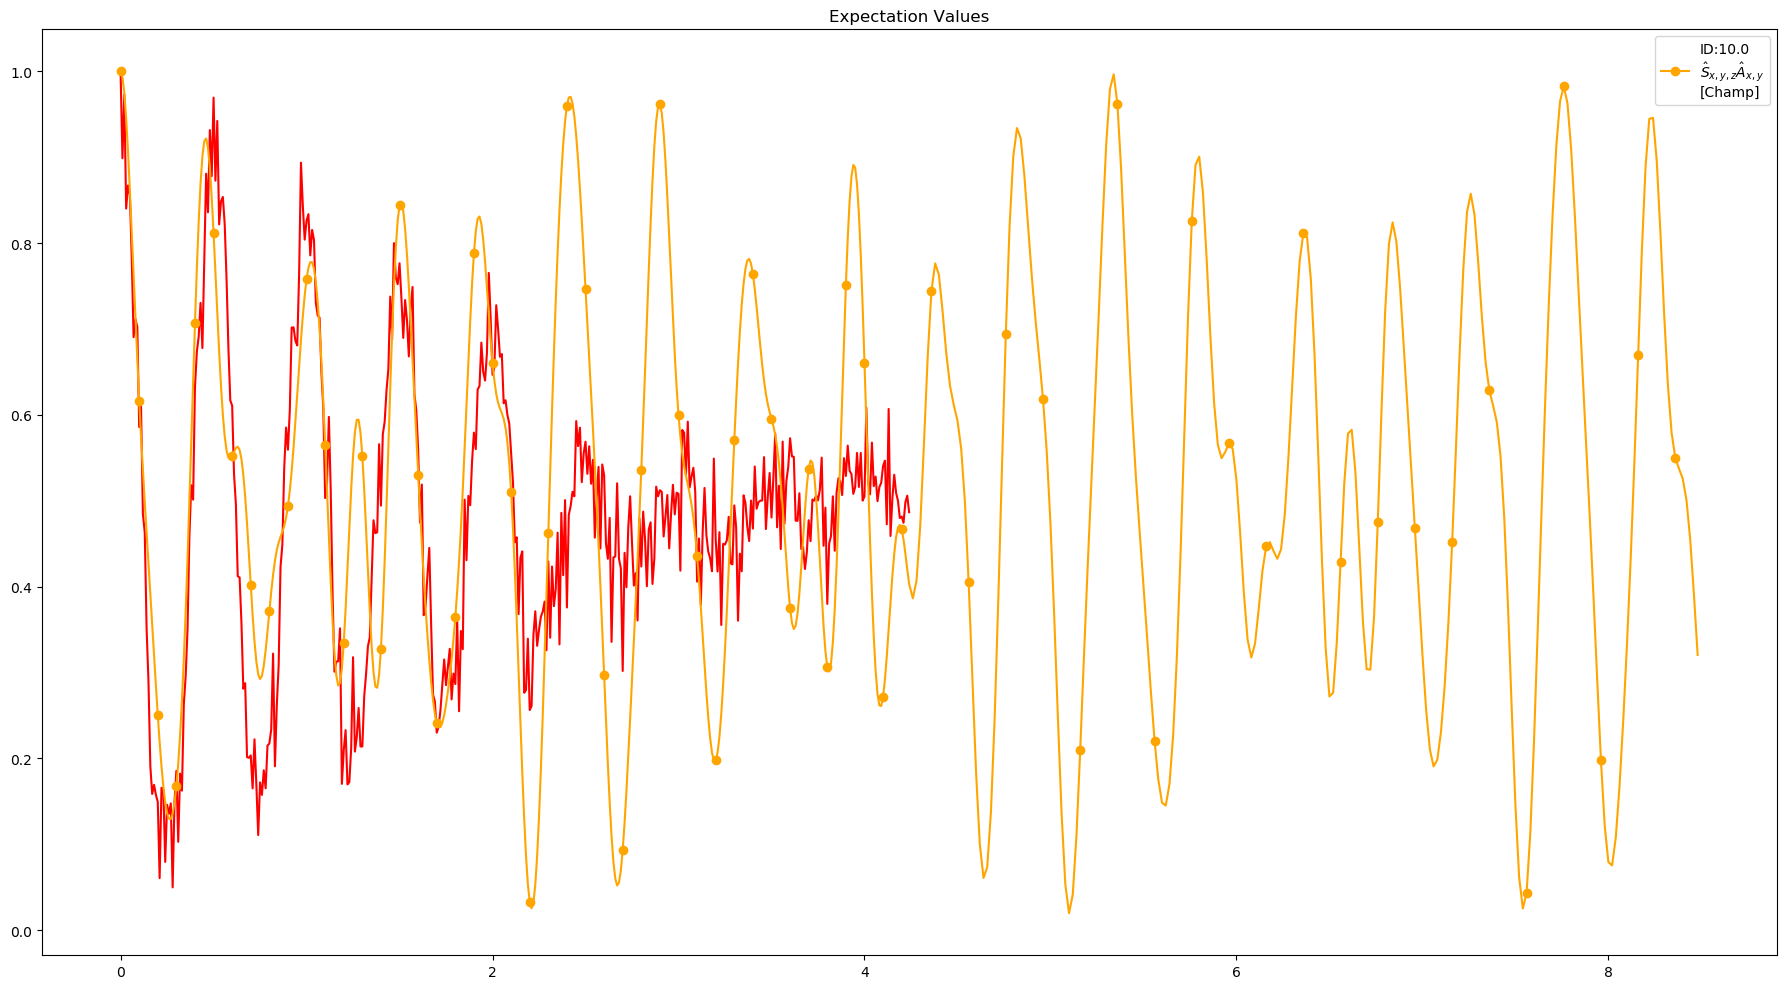 Expectation Values
ID:10.0
$\hat{S}_{x,y,z}\hat{A}_{x,y}$
[Champ]
1.0
0.8
0.6
0.4
0.2
0.0
0 2 4 6 8